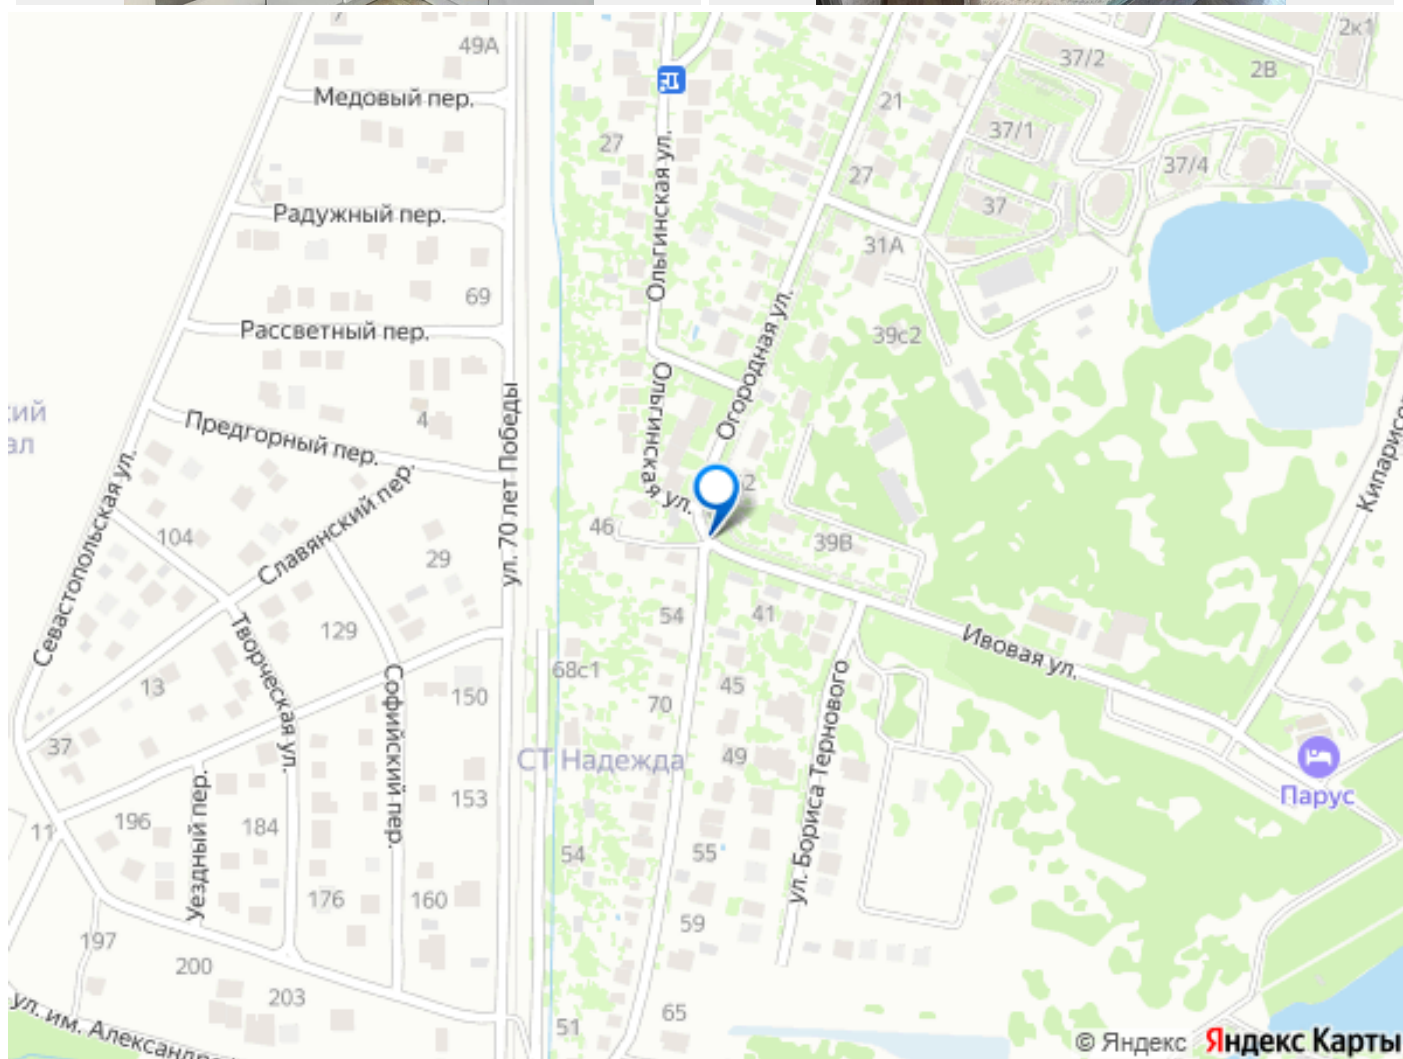 2к1
49А
37/2
2В
Медовый пер.
21
27
37/1
Ольгинская ул.
27
37/4
Радужный пер.
37
31А
69
Рассветный пер.
39с2
Огородная ул.
Ольгинская ул.
Кипарисо
кий
ал
4
Предгорный пер.
ул. 70 лет Победы
Севастопольская ул.
Славянский пер.
46
104
39В
29
54
41
129
Творческая ул.
Ивовая ул.
68с1
13
Софийский пер.
150
45
70
37
СТ Надежда
49
ул. Бориса Тернового
Парус
153
Уездный пер.
11
196
184
55
54
176
160
59
197
200
203
65
51
ул. им. Александра
© Яндекс Яндекс Карты